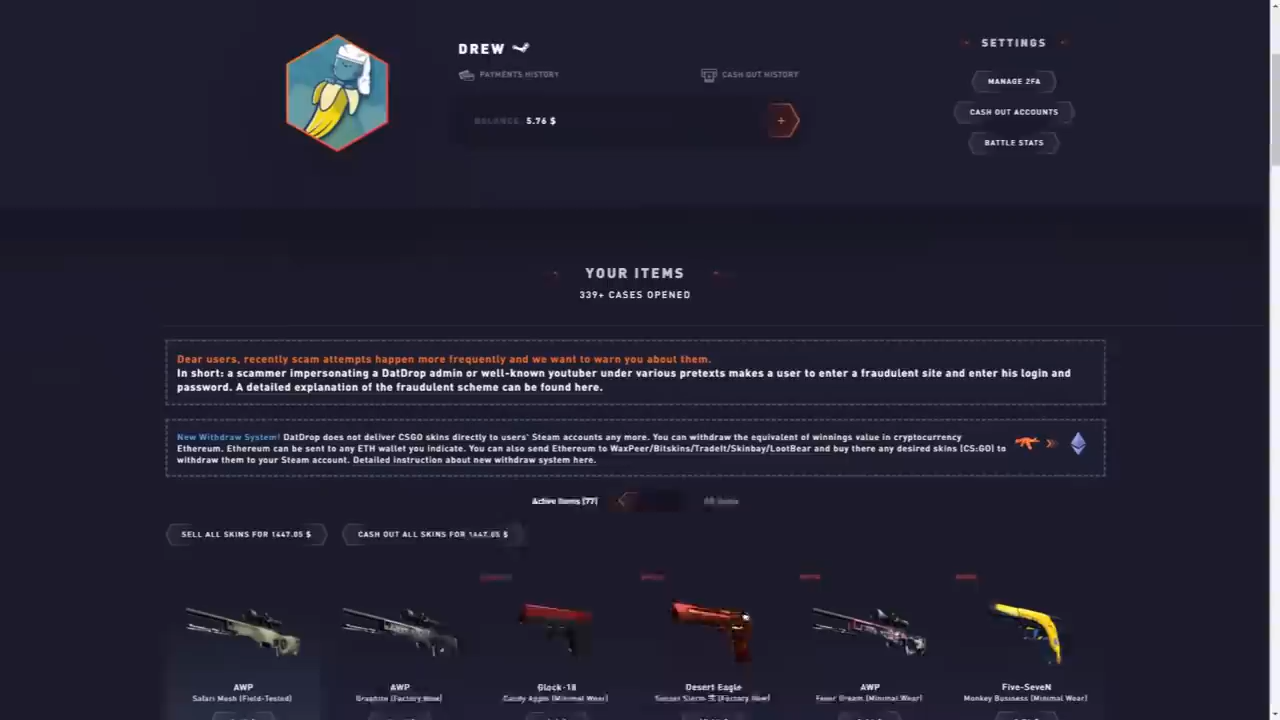 DREW
SETTINGS
PAYMENTS HISTORY
CASH OUT HISTORY
MANAGE 2FA
CASH OUT ACCOUNTS
BALANCE: 5.76 $
+
BATTLE STATS
YOUR ITEMS
339+ CASES OPENED
Dear users, recently scam attempts happen more frequently and we want to warn you about them.
In short: a scammer impersonating a DatDrop admin or well-known youtuber under various pretexts makes a user to enter a fraudulent site and enter his login and
password. A detailed explanation of the fraudulent scheme can be found here.
New Withdraw System! DatDrop does not deliver CSGO skins directly to users' Steam accounts any more. You can withdraw the equivalent of winnings value in cryptocurrency
Ethereum. Ethereum can be sent to any ETH wallet you indicate. You can also send Ethereum to WaxPeer/Bitskins/TradeIt/Skinbay/LootBear and buy there any desired skins (CS:GO) to
withdraw them to your Steam account. Detailed instruction about new withdraw system here.
Active Items (77)
SELL ALL SKINS FOR 1447.05 $
CASH OUT ALL SKINS FOR 1447.05 $
AWP
Safari Mesh (Field-Tested)
AWP
Graphite (Factory New)
Glock-18
Candy Apple (Minimal Wear)
Desert Eagle
(Factory New)
AWP
Fever Dream (Minimal Wear)
Five-SeveN
Monkey Business (Minimal Wear)